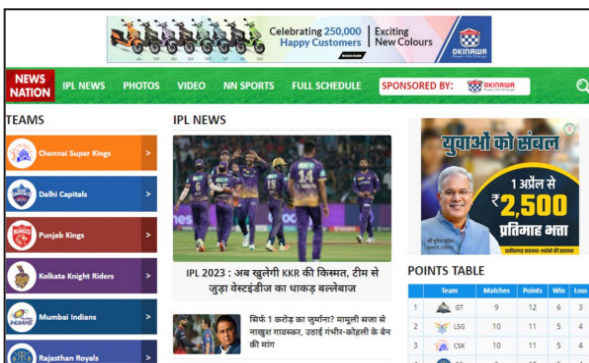 Celebrating 250,000
Happy Customers
Exciting
New Colours
OKINAWA
NEWS
NATION
IPL NEWS
PHOTOS
VIDEO
NN SPORTS
FULL SCHEDULE
SPONSORED BY:
OKINAWA
TEAMS
Chennai Super Kings >
Delhi Capitals >
Punjab Kings >
Kolkata Knight Riders >
Mumbai Indians >
Rajasthan Royals >
IPL NEWS
IPL 2023 : अब खुलेगी KKR की किस्मत, टीम से
जुड़ा वेस्टइंडीज का धाकड़ बल्लेबाज
सिर्फ 1 करोड़ का जुर्माना? मामूली सजा से
नाखुश गावस्कर, उठाई गंभीर-कोहली के बैन
की मांग
युवाओं को संबल
1 अप्रैल से
₹2,500
प्रतिमाह भत्ता
POINTS TABLE
Team Matches Points Win Loss
1 GT 9 12 6 3
2 LSG 10 11 5 4
3 CSK 10 11 5 4